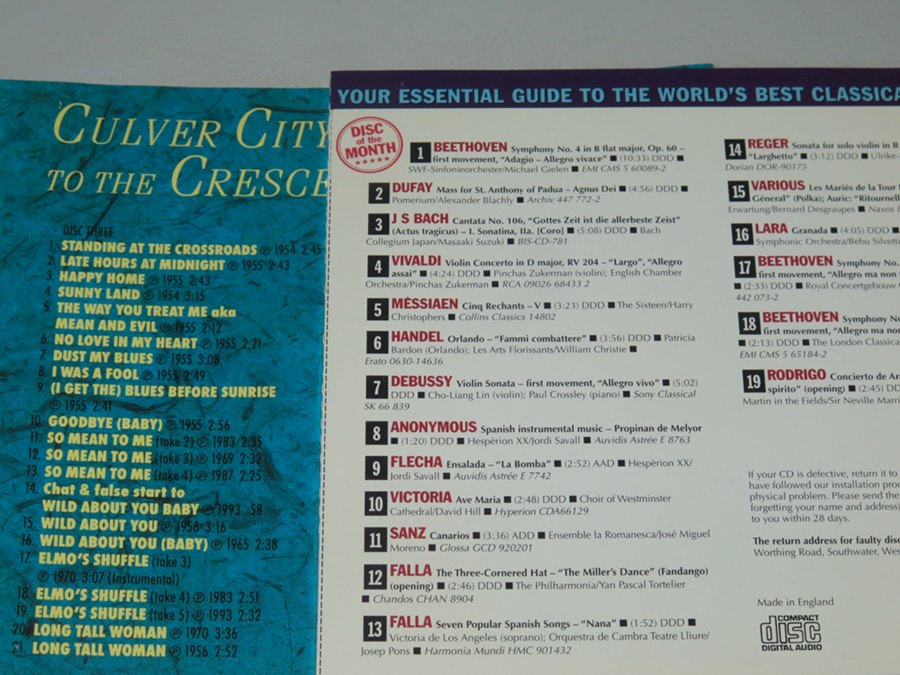 CULVER CITY
TO THE CRESCE
DISC THREE
1. STANDING AT THE CROSSROADS ℗ 1954 2:45
2. LATE HOURS AT MIDNIGHT ℗ 1955 2:43
3. HAPPY HOME ℗ 1955 2:43
4. SUNNY LAND ℗ 1954 3:15
5. THE WAY YOU TREAT ME aka
MEAN AND EVIL ℗ 1955 2:12
6. NO LOVE IN MY HEART ℗ 1955 2:21
7. DUST MY BLUES ℗ 1955 3:08
8. I WAS A FOOL ℗ 1955 2:49
9. (I GET THE) BLUES BEFORE SUNRISE
℗ 1955 2:41
10. GOODBYE (BABY) ℗ 1955 2:56
11. SO MEAN TO ME (take 2) ℗ 1983 2:35
12. SO MEAN TO ME (take 3) ℗ 1969 2:32
13. SO MEAN TO ME (take 4) ℗ 1987 2:25
14. Chat & false start to
WILD ABOUT YOU BABY ℗ 1993 :58
15. WILD ABOUT YOU ℗ 1956 3:16
16. WILD ABOUT YOU (BABY) ℗ 1965 2:38
17. ELMO'S SHUFFLE (take 3)
℗ 1970 3:07 (Instrumental)
18. ELMO'S SHUFFLE (take 4) ℗ 1983 2:51
19. ELMO'S SHUFFLE (take 5) ℗ 1993 2:32
20. LONG TALL WOMAN ℗ 1970 3:36
21. LONG TALL WOMAN ℗ 1956 2:52
YOUR ESSENTIAL GUIDE TO THE WORLD'S BEST CLASSICA
DISC
of the
MONTH
1 BEETHOVEN Symphony No. 4 in B flat major, Op. 60 –
first movement, "Adagio – Allegro vivace" ■ (10:33) DDD ■
SWF-Sinfonieorchester/Michael Gielen ■ EMI CMS 5 60089-2
2 DUFAY Mass for St. Anthony of Padua – Agnus Dei ■ (4:56) DDD ■
Pomerium/Alexander Blachly ■ Archiv 447 772-2
3 J S BACH Cantata No. 106, "Gottes Zeit ist die allerbeste Zeit"
(Actus tragicus) – I. Sonatina, IIa. [Coro] ■ (5:08) DDD ■ Bach
Collegium Japan/Masaaki Suzuki ■ BIS-CD-781
4 VIVALDI Violin Concerto in D major, RV 204 – "Largo", "Allegro
assai" ■ (4:24) DDD ■ Pinchas Zukerman (violin); English Chamber
Orchestra/Pinchas Zukerman ■ RCA 09026 68433 2
5 MÈSSIAEN Cinq Rechants – V ■ (3:23) DDD ■ The Sixteen/Harry
Christophers ■ Collins Classics 14802
6 HANDEL Orlando – "Fammi combattere" ■ (3:56) DDD ■ Patricia
Bardon (Orlando); Les Arts Florissants/William Christie ■
Erato 0630-14636
7 DEBUSSY Violin Sonata – first movement, "Allegro vivo" ■ (5:02)
DDD ■ Cho-Liang Lin (violin); Paul Crossley (piano) ■ Sony Classical
SK 66 839
8 ANONYMOUS Spanish instrumental music – Propinan de Melyor
■ (1:20) DDD ■ Hespèrion XX/Jordi Savall ■ Auvidis Astrée E 8763
9 FLECHA Ensalada – "La Bomba" ■ (2:52) AAD ■ Hespèrion XX/
Jordi Savall ■ Auvidis Astrée E 7742
10 VICTORIA Ave Maria ■ (2:48) DDD ■ Choir of Westminster
Cathedral/David Hill ■ Hyperion CDA66129
11 SANZ Canarios ■ (3:36) ADD ■ Ensemble la Romanesca/José Miguel
Moreno ■ Glossa GCD 920201
12 FALLA The Three-Cornered Hat – "The Miller's Dance" (Fandango)
(opening) ■ (2:46) DDD ■ The Philharmonia/Yan Pascal Tortelier
■ Chandos CHAN 8904
13 FALLA Seven Popular Spanish Songs – "Nana" ■ (1:52) DDD ■
Victoria de Los Angeles (soprano); Orquestra de Cambra Teatre Lliure/
Josep Pons ■ Harmonia Mundi HMC 901432
14 REGER Sonata for solo violin in B
"Larghetto" ■ (3:12) DDD ■ Ulrike-
Dorian DOR-90175
15 VARIOUS Les Mariés de la Tour
Géneral" (Polka); Auric: "Ritournell
Erwartung/Bernard Desgraupes ■ Naxos
16 LARA Granada ■ (4:05) DDD ■
Symphonic Orchestra/Bebu Silvetti
17 BEETHOVEN Symphony No.
first movement, "Allegro ma non
■ (2:33) DDD ■ Royal Concertgebouw
442 073-2
18 BEETHOVEN Symphony No
first movement, "Allegro ma no
■ (2:13) DDD ■ The London Classica
EMI CMS 5 65184-2
19 RODRIGO Concierto de Ar
spirito" (opening) ■ (2:45) DD
Martin in the Fields/Sir Neville Marri
If your CD is defective, return it to
have followed our installation pro
physical problem. Please send the
forgetting your name and address)
to you within 28 days.
The return address for faulty disc
Worthing Road, Southwater, Wes
Made in England
COMPACT
disc
DIGITAL AUDIO